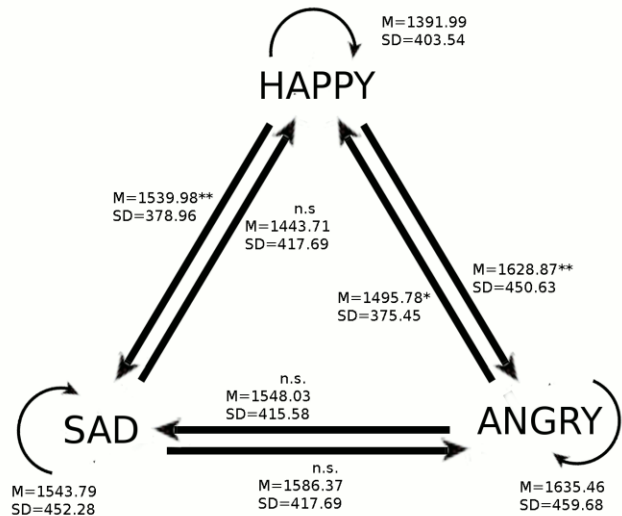 M=1391.99
SD=403.54
HAPPY
M=1539.98**
SD=378.96
n.s
M=1443.71
SD=417.69
M=1628.87**
SD=450.63
M=1495.78*
SD=375.45
n.s.
M=1548.03
SD=415.58
SAD
ANGRY
n.s.
M=1586.37
SD=417.69
M=1543.79
SD=452.28
M=1635.46
SD=459.68